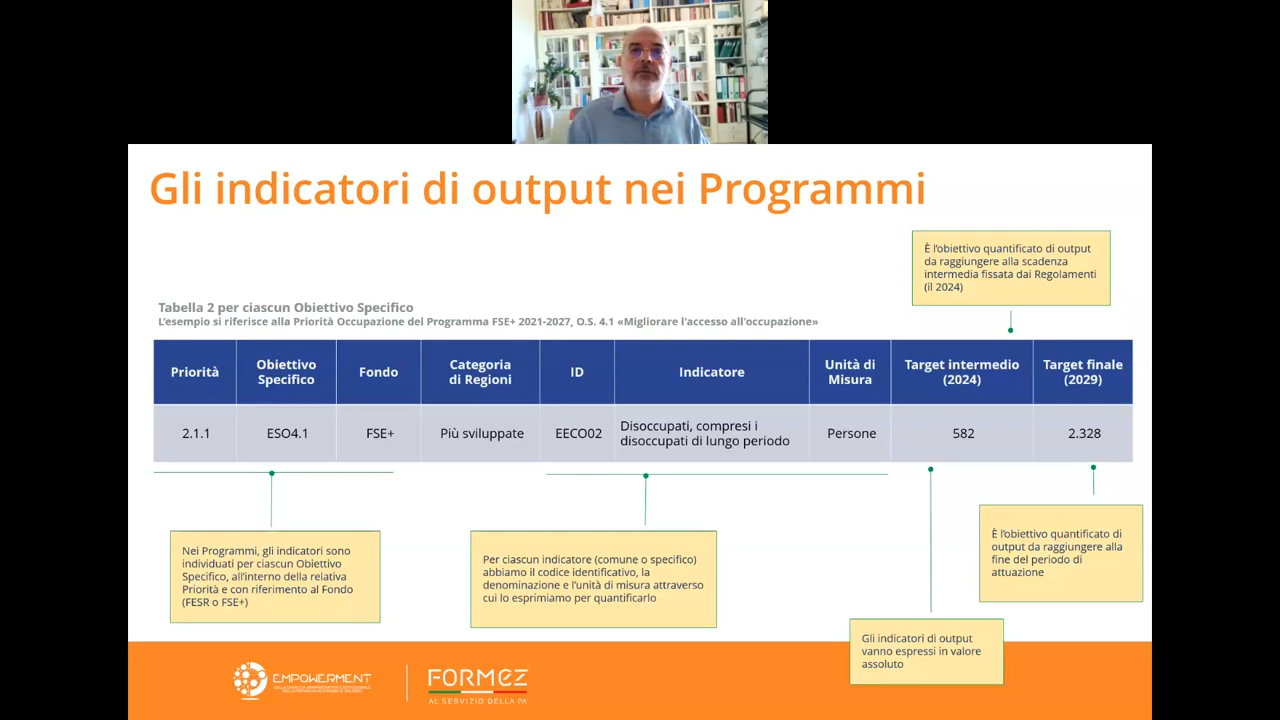 Gli indicatori di output nei Programmi
È l'obiettivo quantificato di output
da raggiungere alla scadenza
intermedia fissata dai Regolamenti
(il 2024)
Tabella 2 per ciascun Obiettivo Specifico
L'esempio si riferisce alla Priorità Occupazione del Programma FSE+ 2021-2027, O.S. 4.1 «Migliorare l'accesso all'occupazione»
Priorità
Obiettivo
Specifico
Fondo
Categoria
di Regioni
ID
Indicatore
Unità di
Misura
Target intermedio
(2024)
Target finale
(2029)
2.1.1
ESO4.1
FSE+
Più sviluppate
EECO02
Disoccupati, compresi i
disoccupati di lungo periodo
Persone
582
2.328
Nei Programmi, gli indicatori sono
individuati per ciascun Obiettivo
Specifico, all'interno della relativa
Priorità e con riferimento al Fondo
(FESR o FSE+)
Per ciascun indicatore (comune o specifico)
abbiamo il codice identificativo, la
denominazione e l'unità di misura attraverso
cui lo esprimiamo per quantificarlo
È l'obiettivo quantificato di
output da raggiungere alla
fine del periodo di
attuazione
Gli indicatori di output
vanno espressi in valore
assoluto
EMPOWERMENT
FORMEZ
AL SERVIZIO DELLA PA